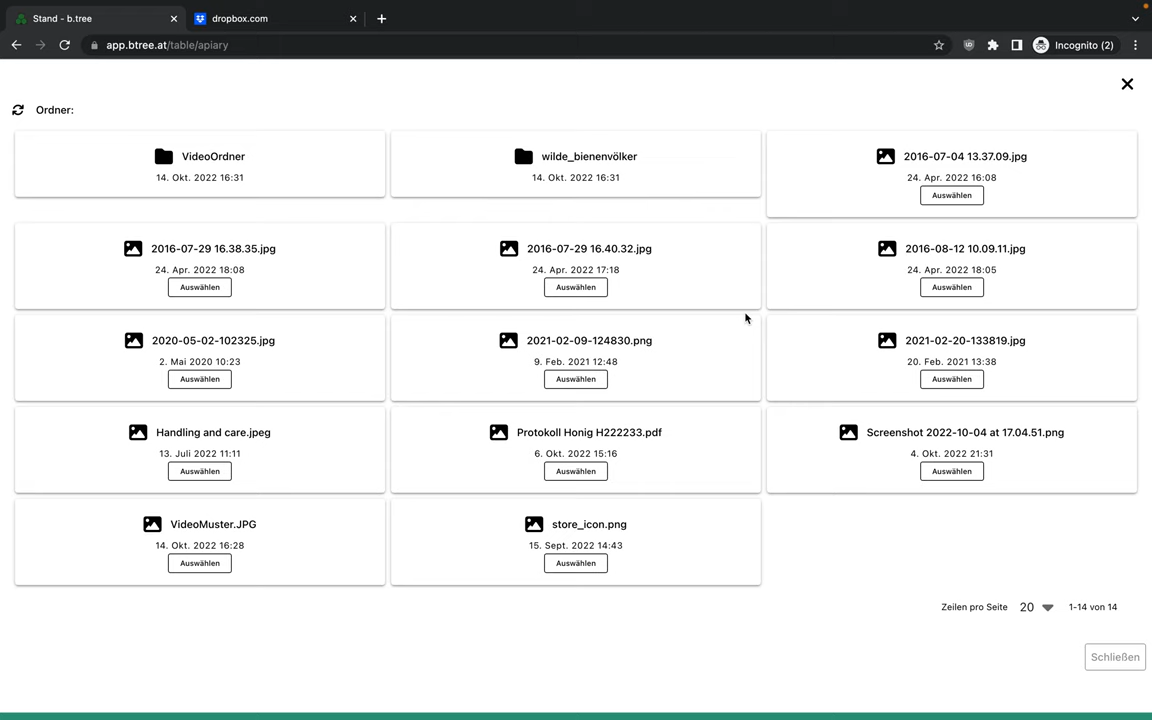 Stand - b.tree
dropbox.com
app.btree.at/table/apiary
Incognito (2)
Ordner:
VideoOrdner
14. Okt. 2022 16:31
wilde_bienenvölker
14. Okt. 2022 16:31
2016-07-04 13.37.09.jpg
24. Apr. 2022 16:08
Auswählen
2016-07-29 16.38.35.jpg
24. Apr. 2022 18:08
Auswählen
2016-07-29 16.40.32.jpg
24. Apr. 2022 17:18
Auswählen
2016-08-12 10.09.11.jpg
24. Apr. 2022 18:05
Auswählen
2020-05-02-102325.jpg
2. Mai 2020 10:23
Auswählen
2021-02-09-124830.png
9. Feb. 2021 12:48
Auswählen
2021-02-20-133819.jpg
20. Feb. 2021 13:38
Auswählen
Handling and care.jpeg
13. Juli 2022 11:11
Auswählen
Protokoll Honig H222233.pdf
6. Okt. 2022 15:16
Auswählen
Screenshot 2022-10-04 at 17.04.51.png
4. Okt. 2022 21:31
Auswählen
VideoMuster.JPG
14. Okt. 2022 16:28
Auswählen
store_icon.png
15. Sept. 2022 14:43
Auswählen
Zeilen pro Seite 20 1-14 von 14
Schließen